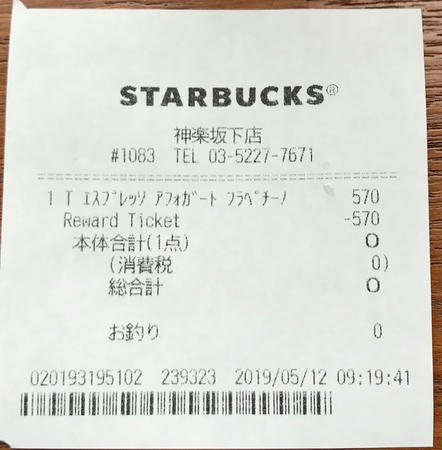 STARBUCKS®
神楽坂下店
#1083 TEL 03-5227-7671
1 T ｴｽﾌﾟﾚｯｿ ｱﾌｫｶﾞｰﾄ ﾌﾗﾍﾟﾁｰﾉ 570
Reward Ticket -570
本体合計(1点) 0
(消費税 0)
総合計 0
お釣り 0
020193195102 239323 2019/05/12 09:19:41